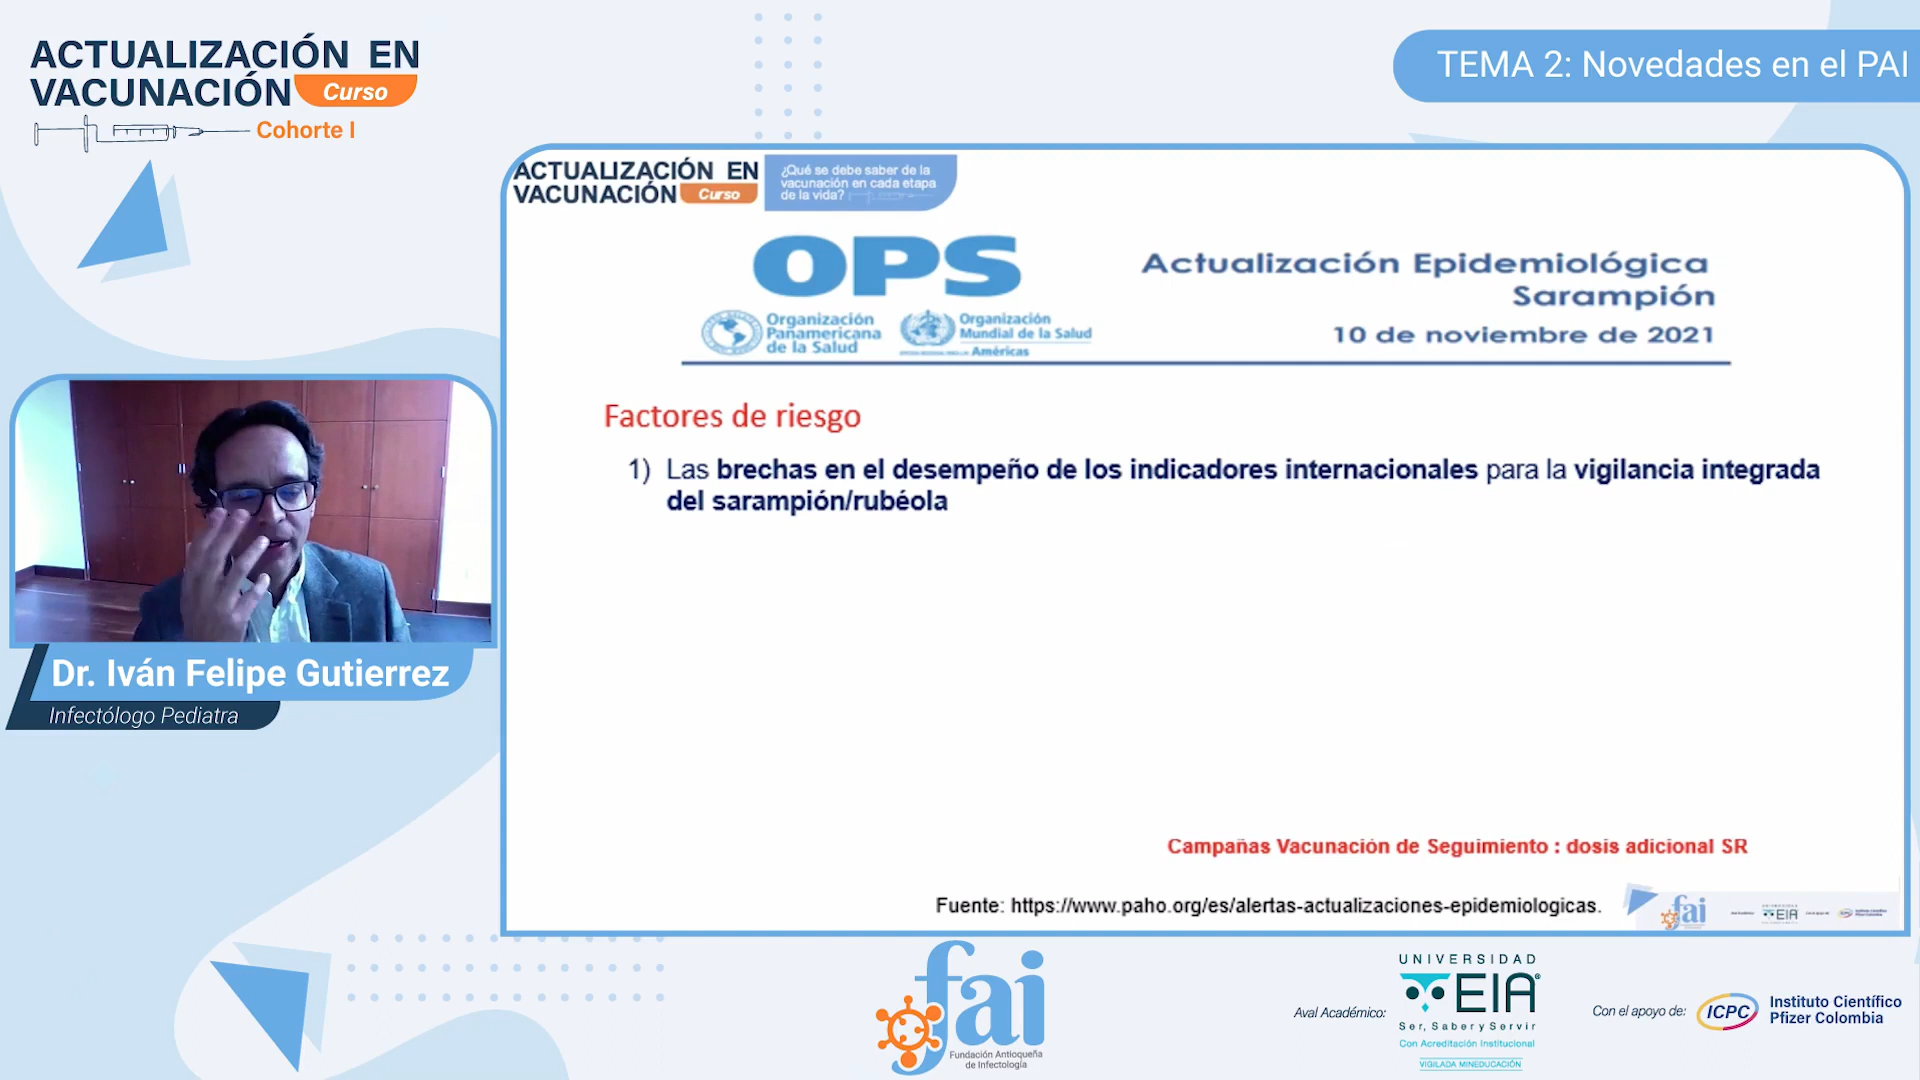 ACTUALIZACIÓN EN
VACUNACIÓN Curso
Cohorte I
TEMA 2: Novedades en el PAI
ACTUALIZACIÓN EN
VACUNACIÓN Curso
¿Qué se debe saber de la
vacunación en cada etapa
de la vida?
OPS
Organización
Panamericana
de la Salud
Organización
Mundial de la Salud
Américas
Actualización Epidemiológica
Sarampión
10 de noviembre de 2021
Factores de riesgo
1) Las brechas en el desempeño de los indicadores internacionales para la vigilancia integrada
del sarampión/rubéola
Campañas Vacunación de Seguimiento : dosis adicional SR
Fuente: https://www.paho.org/es/alertas-actualizaciones-epidemiologicas.
fai
EIA
Dr. Iván Felipe Gutierrez
Infectólogo Pediatra
fai
Fundación Antioqueña
de Infectología
Aval Académico:
UNIVERSIDAD
EIA®
Ser, Saber y Servir
Con Acreditación Institucional
VIGILADA MINEDUCACIÓN
Con el apoyo de:
ICPC
Instituto Científico
Pfizer Colombia